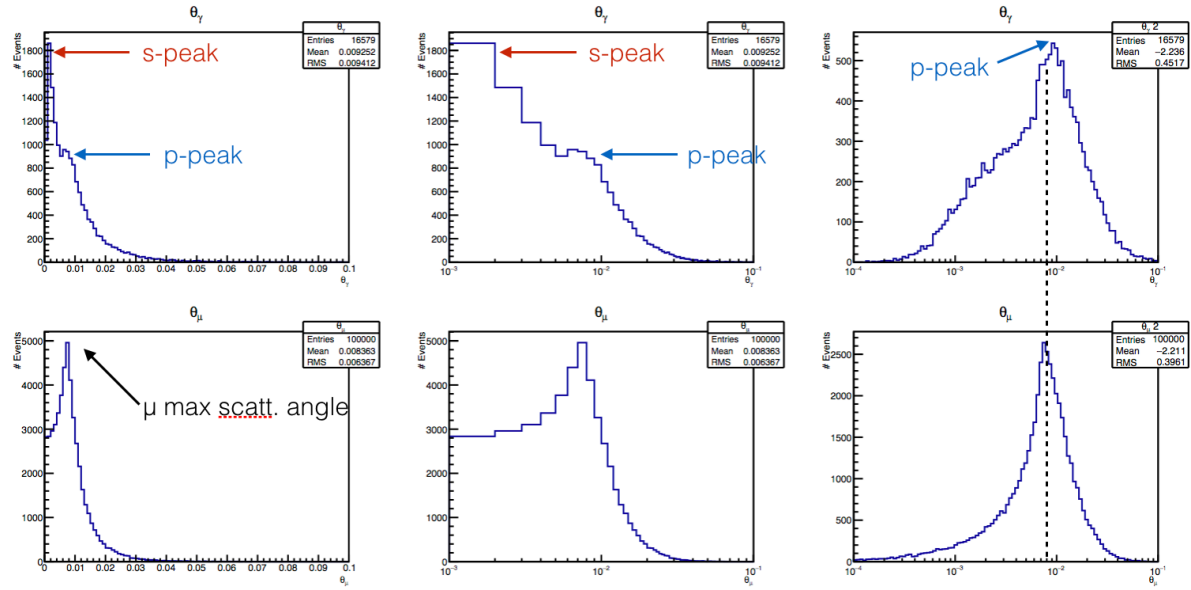 θγ
θγ
Entries 16579
Mean 0.009252
RMS 0.009412
# Events
1800
1600
1400
1200
1000
800
600
400
200
0
s-peak
p-peak
0 0.01 0.02 0.03 0.04 0.05 0.06 0.07 0.08 0.09 0.1
θγ
θγ
θγ
Entries 16579
Mean 0.009252
RMS 0.009412
# Events
1800
1600
1400
1200
1000
800
600
400
200
0
s-peak
p-peak
10⁻³ 10⁻² 10⁻¹
θγ
θγ
θγ 2
Entries 16579
Mean −2.236
RMS 0.4517
# Events
500
400
300
200
100
0
p-peak
10⁻⁴ 10⁻³ 10⁻² 10⁻¹
θγ
θμ
θμ
Entries 100000
Mean 0.008363
RMS 0.006367
# Events
5000
4000
3000
2000
1000
0
μ max scatt. angle
0 0.01 0.02 0.03 0.04 0.05 0.06 0.07 0.08 0.09 0.1
θμ
θμ
θμ
Entries 100000
Mean 0.008363
RMS 0.006367
# Events
5000
4000
3000
2000
1000
0
10⁻³ 10⁻² 10⁻¹
θμ
θμ
θμ 2
Entries 100000
Mean −2.211
RMS 0.3961
# Events
2500
2000
1500
1000
500
0
10⁻⁴ 10⁻³ 10⁻² 10⁻¹
θμ